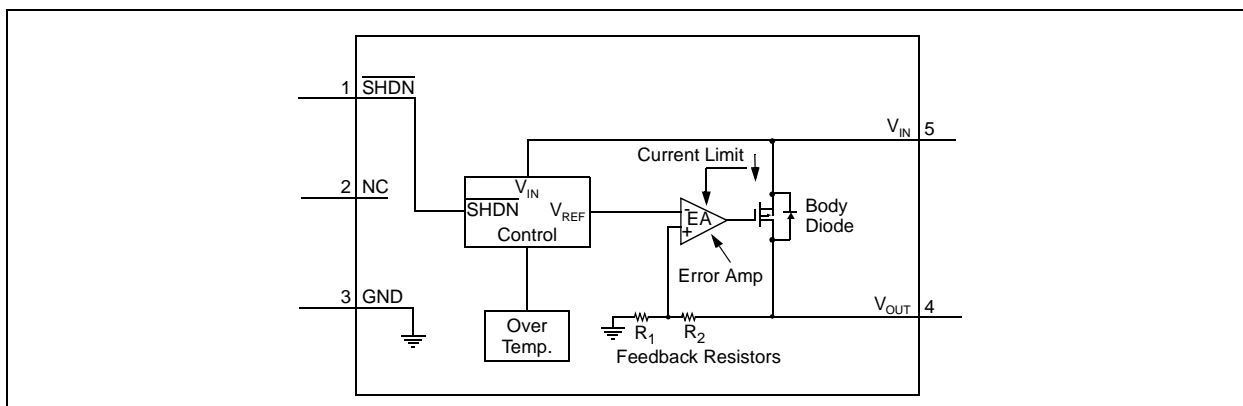 1 SHDN
V_IN 5
Current Limit
2 NC
V_IN
SHDN
V_REF
Control
-
EA
+
Body
Diode
Error Amp
3 GND
V_OUT 4
Over
Temp.
R_1 R_2
Feedback Resistors